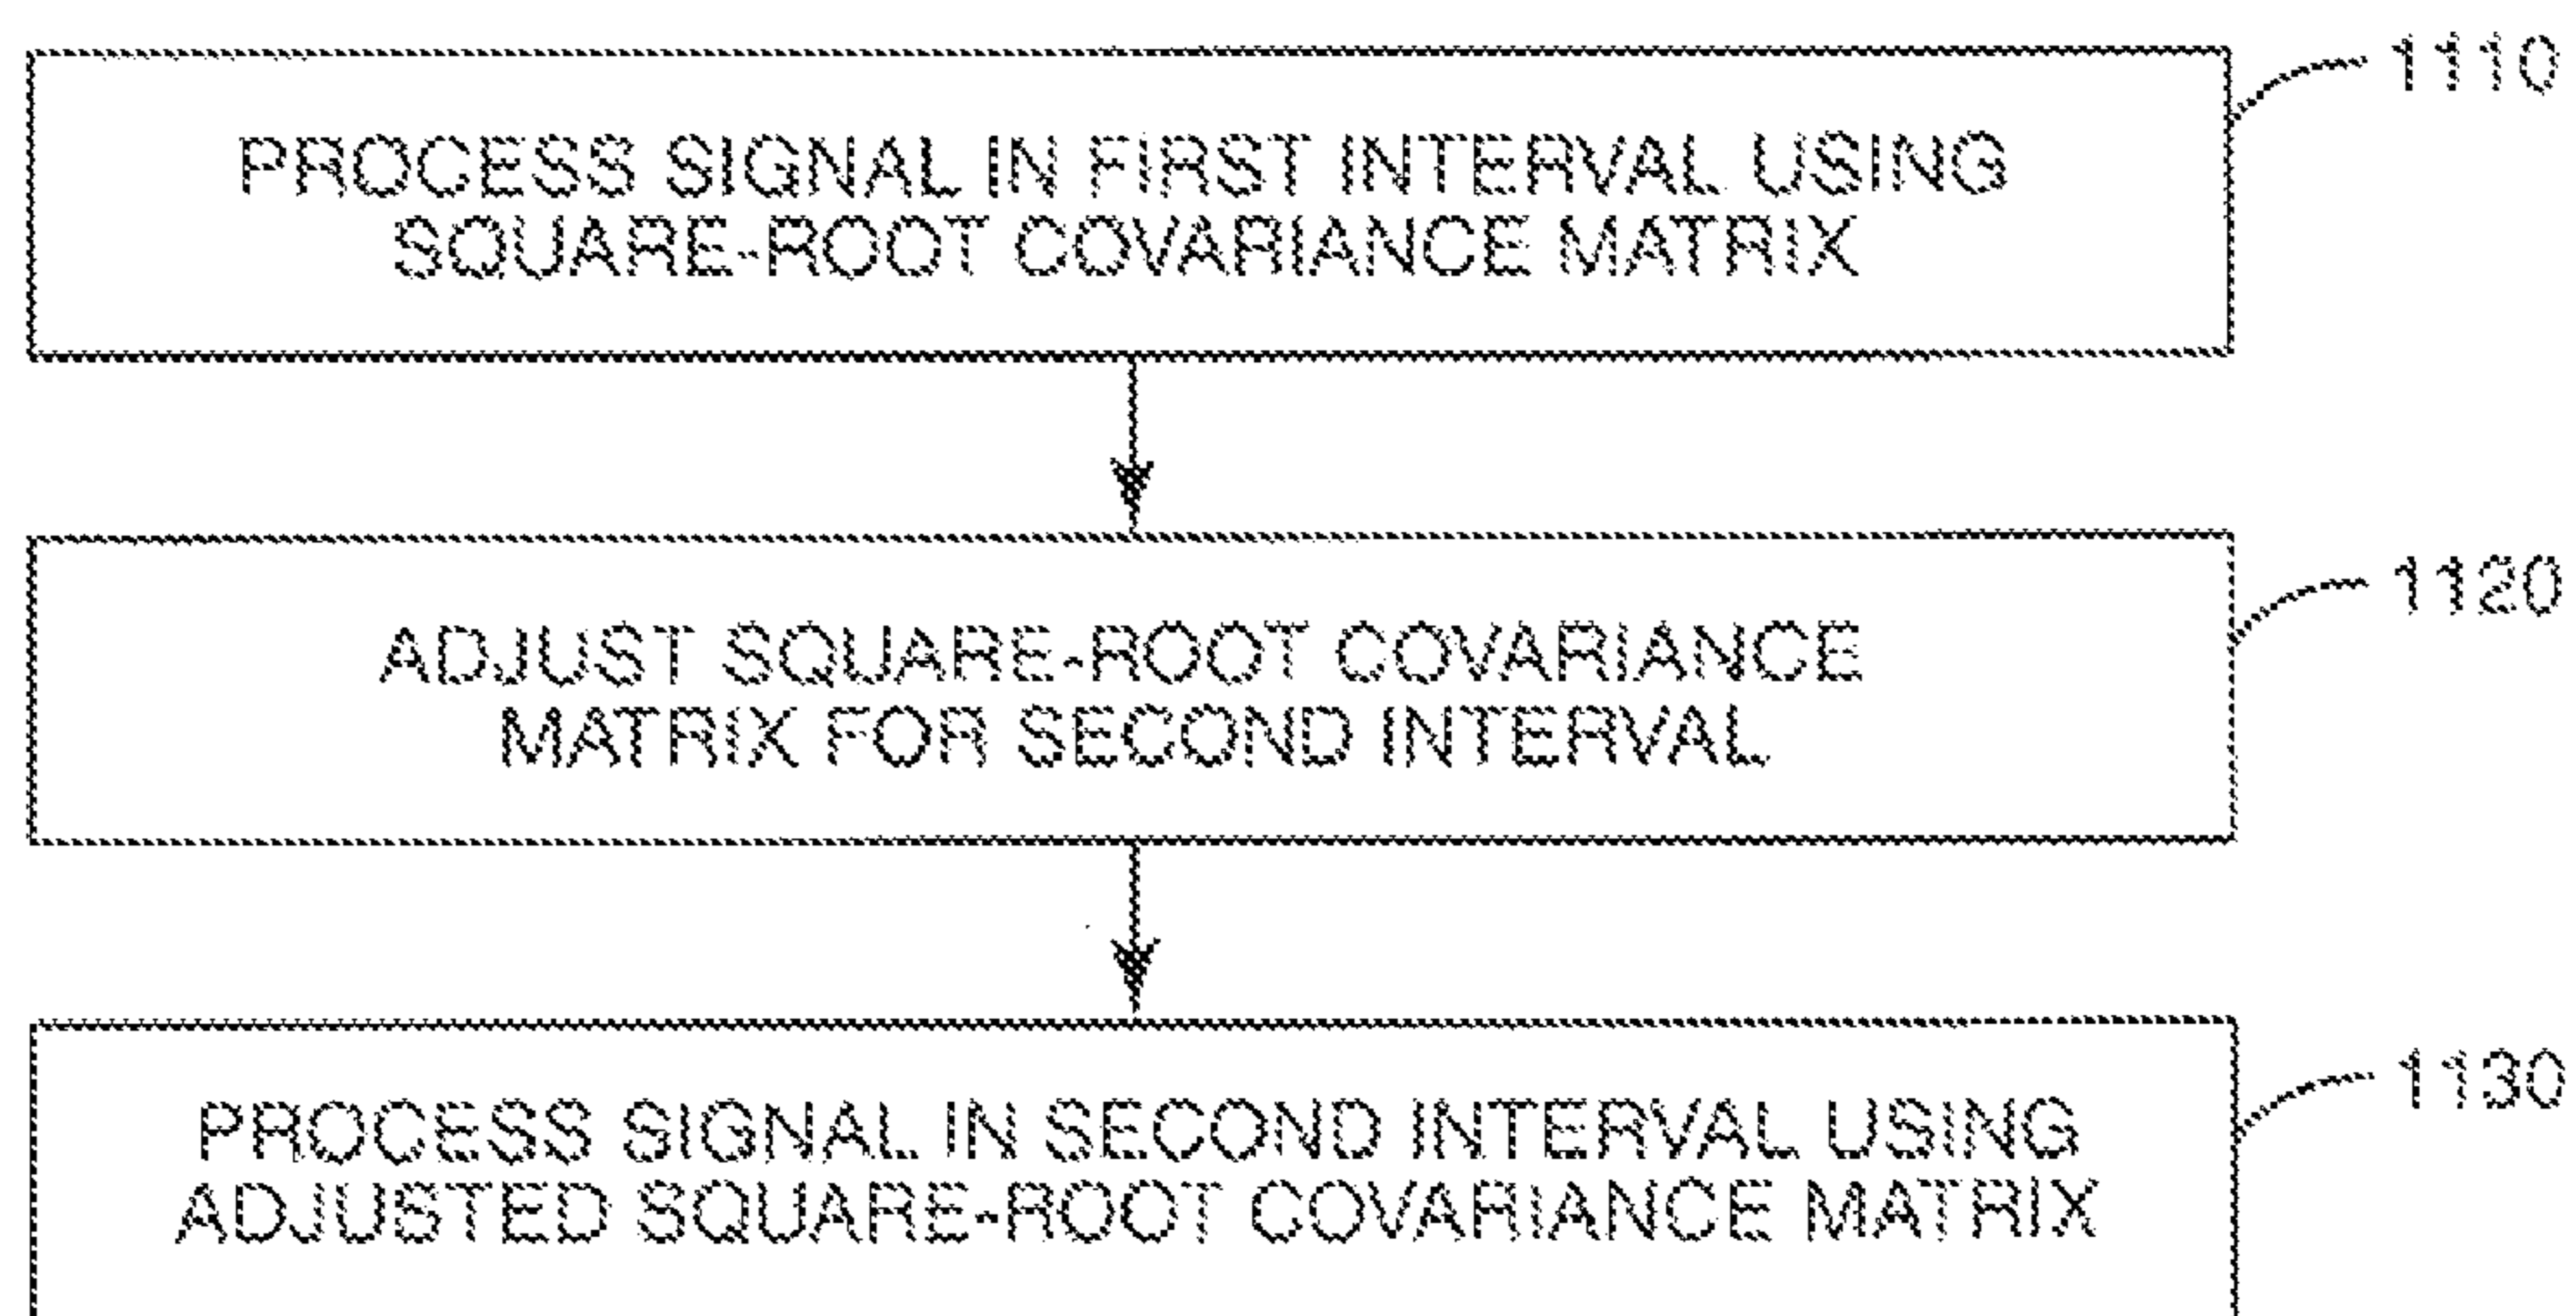 1110
PROCESS SIGNAL IN FIRST INTERVAL USING
SQUARE-ROOT COVARIANCE MATRIX
1120
ADJUST SQUARE-ROOT COVARIANCE
MATRIX FOR SECOND INTERVAL
1130
PROCESS SIGNAL IN SECOND INTERVAL USING
ADJUSTED SQUARE-ROOT COVARIANCE MATRIX